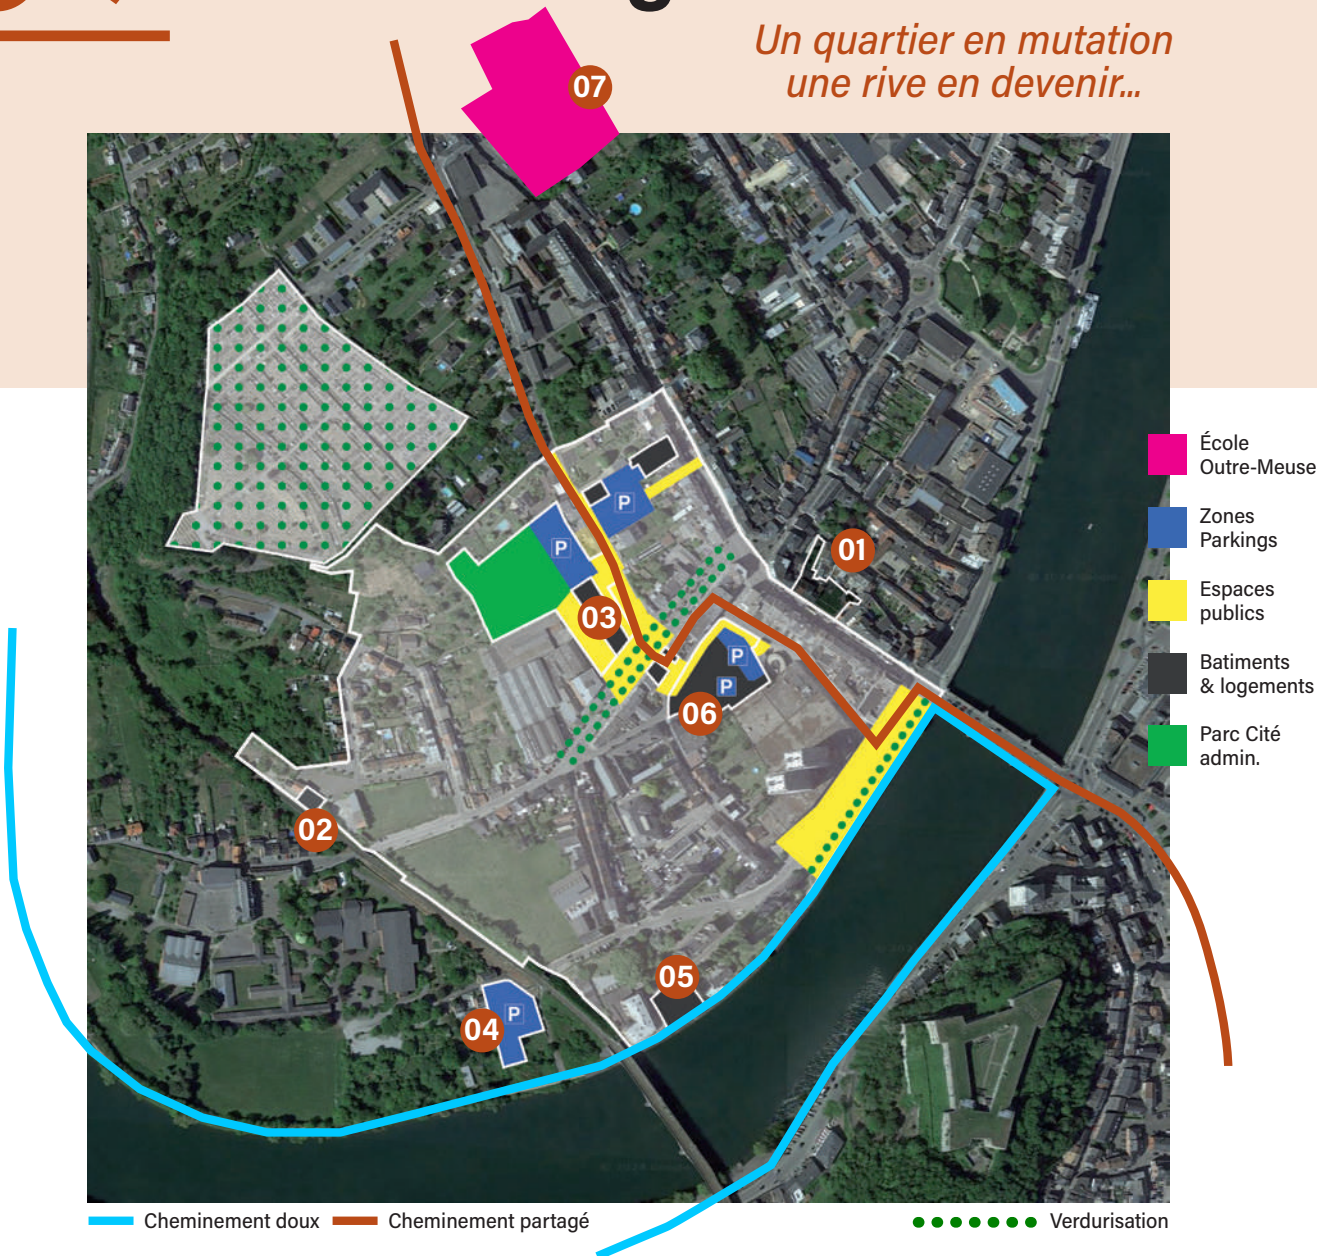 Un quartier en mutation
une rive en devenir...
07
01
P
P
03
P
P
06
02
05
P
04
École
Outre-Meuse
Zones
Parkings
Espaces
publics
Batiments
& logements
Parc Cité
admin.
Cheminement doux
Cheminement partagé
Verdurisation